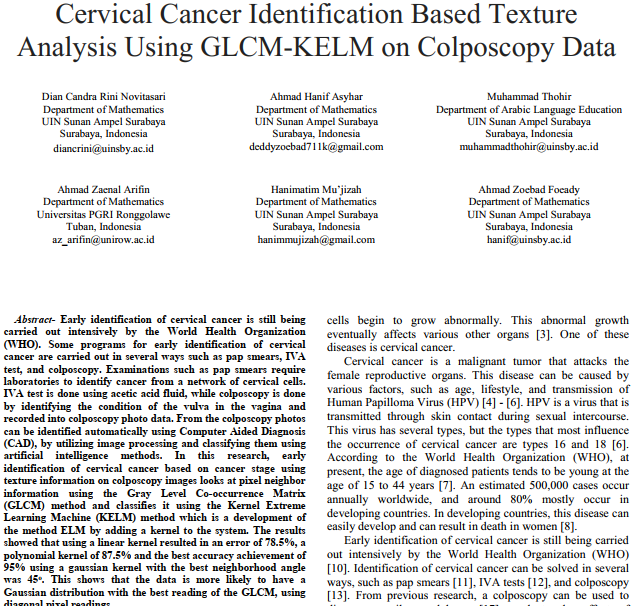 Cervical Cancer Identification Based Texture
Analysis Using GLCM-KELM on Colposcopy Data
Dian Candra Rini Novitasari
Department of Mathematics
UIN Sunan Ampel Surabaya
Surabaya, Indonesia
diancrini@uinsby.ac.id
Ahmad Hanif Asyhar
Department of Mathematics
UIN Sunan Ampel Surabaya
Surabaya, Indonesia
deddyzoebad711k@gmail.com
Muhammad Thohir
Department of Arabic Language Education
UIN Sunan Ampel Surabaya
Surabaya, Indonesia
muhammadthohir@uinsby.ac.id
Ahmad Zaenal Arifin
Department of Mathematics
Universitas PGRI Ronggolawe
Tuban, Indonesia
az_arifin@unirow.ac.id
Hanimatim Mu'jizah
Department of Mathematics
UIN Sunan Ampel Surabaya
Surabaya, Indonesia
hanimmujizah@gmail.com
Ahmad Zoebad Foeady
Department of Mathematics
UIN Sunan Ampel Surabaya
Surabaya, Indonesia
hanif@uinsby.ac.id
Abstract- Early identification of cervical cancer is still being
carried out intensively by the World Health Organization
(WHO). Some programs for early identification of cervical
cancer are carried out in several ways such as pap smears, IVA
test, and colposcopy. Examinations such as pap smears require
laboratories to identify cancer from a network of cervical cells.
IVA test is done using acetic acid fluid, while colposcopy is done
by identifying the condition of the vulva in the vagina and
recorded into colposcopy photo data. From the colposcopy photos
can be identified automatically using Computer Aided Diagnosis
(CAD), by utilizing image processing and classifying them using
artificial intelligence methods. In this research, early
identification of cervical cancer based on cancer stage using
texture information on colposcopy images looks at pixel neighbor
information using the Gray Level Co-occurrence Matrix
(GLCM) method and classifies it using the Kernel Extreme
Learning Machine (KELM) method which is a development of
the method ELM by adding a kernel to the system. The results
showed that using a linear kernel resulted in an error of 78.5%, a
polynomial kernel of 87.5% and the best accuracy achievement of
95% using a gaussian kernel with the best neighborhood angle
was 45º. This shows that the data is more likely to have a
Gaussian distribution with the best reading of the GLCM, using
diagonal pixel readings.
cells begin to grow abnormally. This abnormal growth
eventually affects various other organs [3]. One of these
diseases is cervical cancer.
Cervical cancer is a malignant tumor that attacks the
female reproductive organs. This disease can be caused by
various factors, such as age, lifestyle, and transmission of
Human Papilloma Virus (HPV) [4] - [6]. HPV is a virus that is
transmitted through skin contact during sexual intercourse.
This virus has several types, but the types that most influence
the occurrence of cervical cancer are types 16 and 18 [6].
According to the World Health Organization (WHO), at
present, the age of diagnosed patients tends to be young at the
age of 15 to 44 years [7]. An estimated 500,000 cases occur
annually worldwide, and around 80% mostly occur in
developing countries. In developing countries, this disease can
easily develop and can result in death in women [8].
Early identification of cervical cancer is still being carried
out intensively by the World Health Organization (WHO)
[10]. Identification of cervical cancer can be solved in several
ways, such as pap smears [11], IVA tests [12], and colposcopy
[13]. From previous research, a colposcopy can be used to